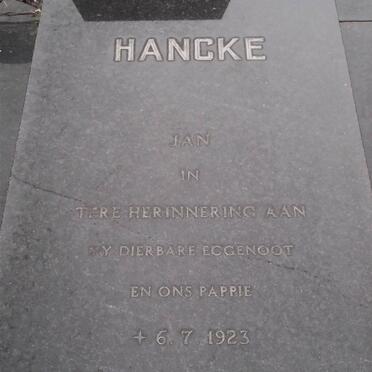 HANCKE
JAN
IN
TERE HERINNERING AAN
MY DIERBARE EGGENOOT
EN ONS PAPPIE
+ 6. 7. 1923